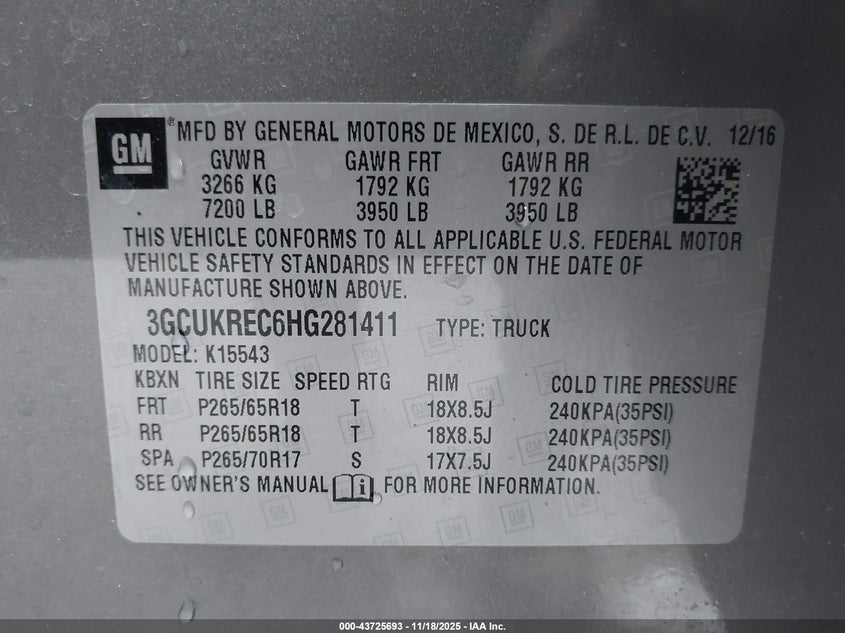 GM ® MFD BY GENERAL MOTORS DE MEXICO, S. DE R.L. DE C.V. 12/16
GVWR GAWR FRT GAWR RR
3266 KG 1792 KG 1792 KG
7200 LB 3950 LB 3950 LB
THIS VEHICLE CONFORMS TO ALL APPLICABLE U.S. FEDERAL MOTOR
VEHICLE SAFETY STANDARDS IN EFFECT ON THE DATE OF
MANUFACTURE SHOWN ABOVE.
3GCUKREC6HG281411 TYPE: TRUCK
MODEL: K15543
KBXN TIRE SIZE SPEED RTG RIM COLD TIRE PRESSURE
FRT P265/65R18 T 18X8.5J 240KPA(35PSI)
RR P265/65R18 T 18X8.5J 240KPA(35PSI)
SPA P265/70R17 S 17X7.5J 240KPA(35PSI)
SEE OWNER'S MANUAL i FOR MORE INFORMATION.
000-43725693 - 11/18/2025 - IAA Inc.